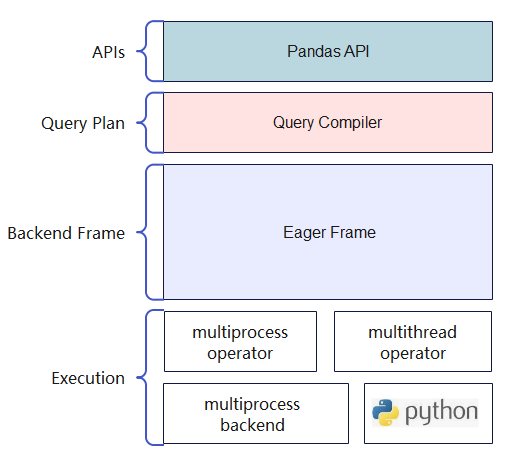 APIs
Pandas API
Query Plan
Query Compiler
Backend Frame
Eager Frame
Execution
multiprocess
operator
multithread
operator
multiprocess
backend
python